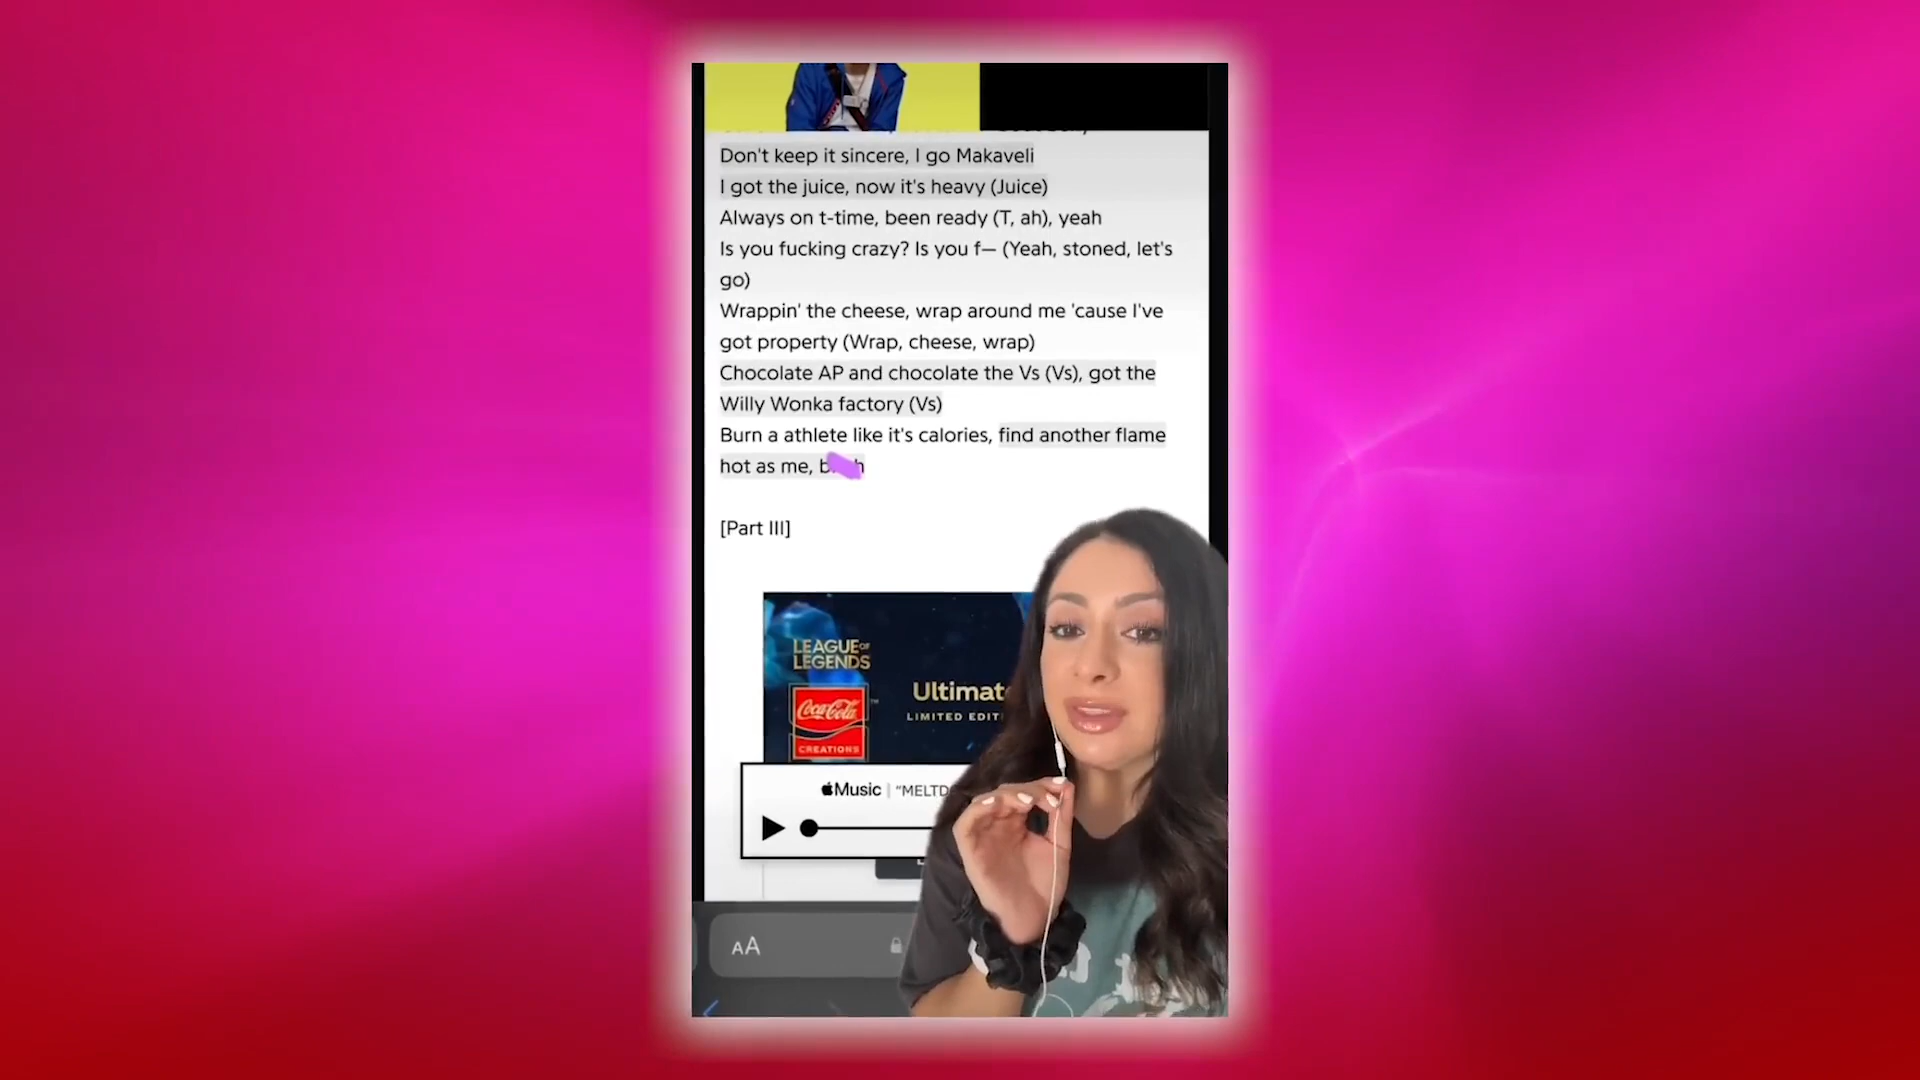 Don't keep it sincere, I go Makaveli
I got the juice, now it's heavy (Juice)
Always on t-time, been ready (T, ah), yeah
Is you fucking crazy? Is you f— (Yeah, stoned, let's
go)
Wrappin' the cheese, wrap around me 'cause I've
got property (Wrap, cheese, wrap)
Chocolate AP and chocolate the Vs (Vs), got the
Willy Wonka factory (Vs)
Burn a athlete like it's calories, find another flame
hot as me,
[Part III]
LEAGUE OF
LEGENDS
Coca-Cola
CREATIONS
Ultimate
LIMITED EDIT
Music | "MELTD
AA